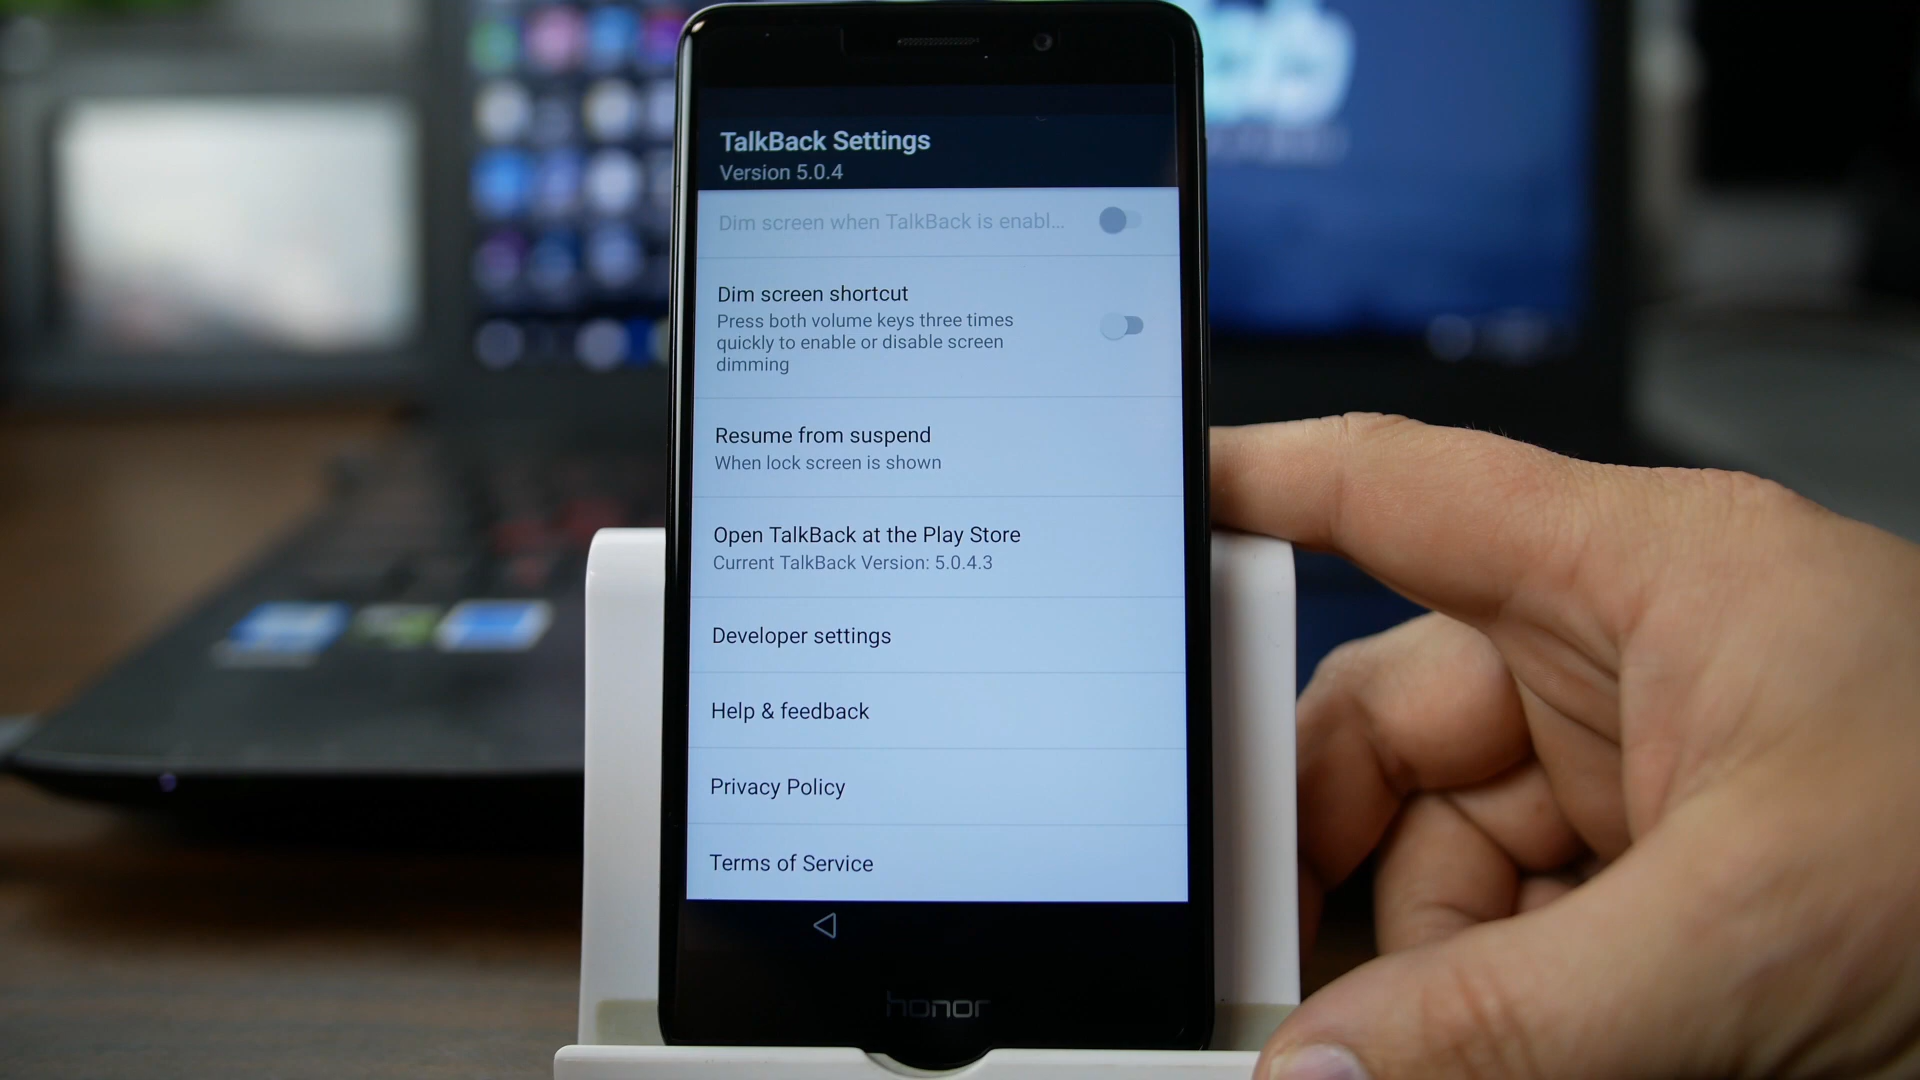 TalkBack Settings
Version 5.0.4
Dim screen when TalkBack is enabl...
Dim screen shortcut
Press both volume keys three times
quickly to enable or disable screen
dimming
Resume from suspend
When lock screen is shown
Open TalkBack at the Play Store
Current TalkBack Version: 5.0.4.3
Developer settings
Help & feedback
Privacy Policy
Terms of Service
honor